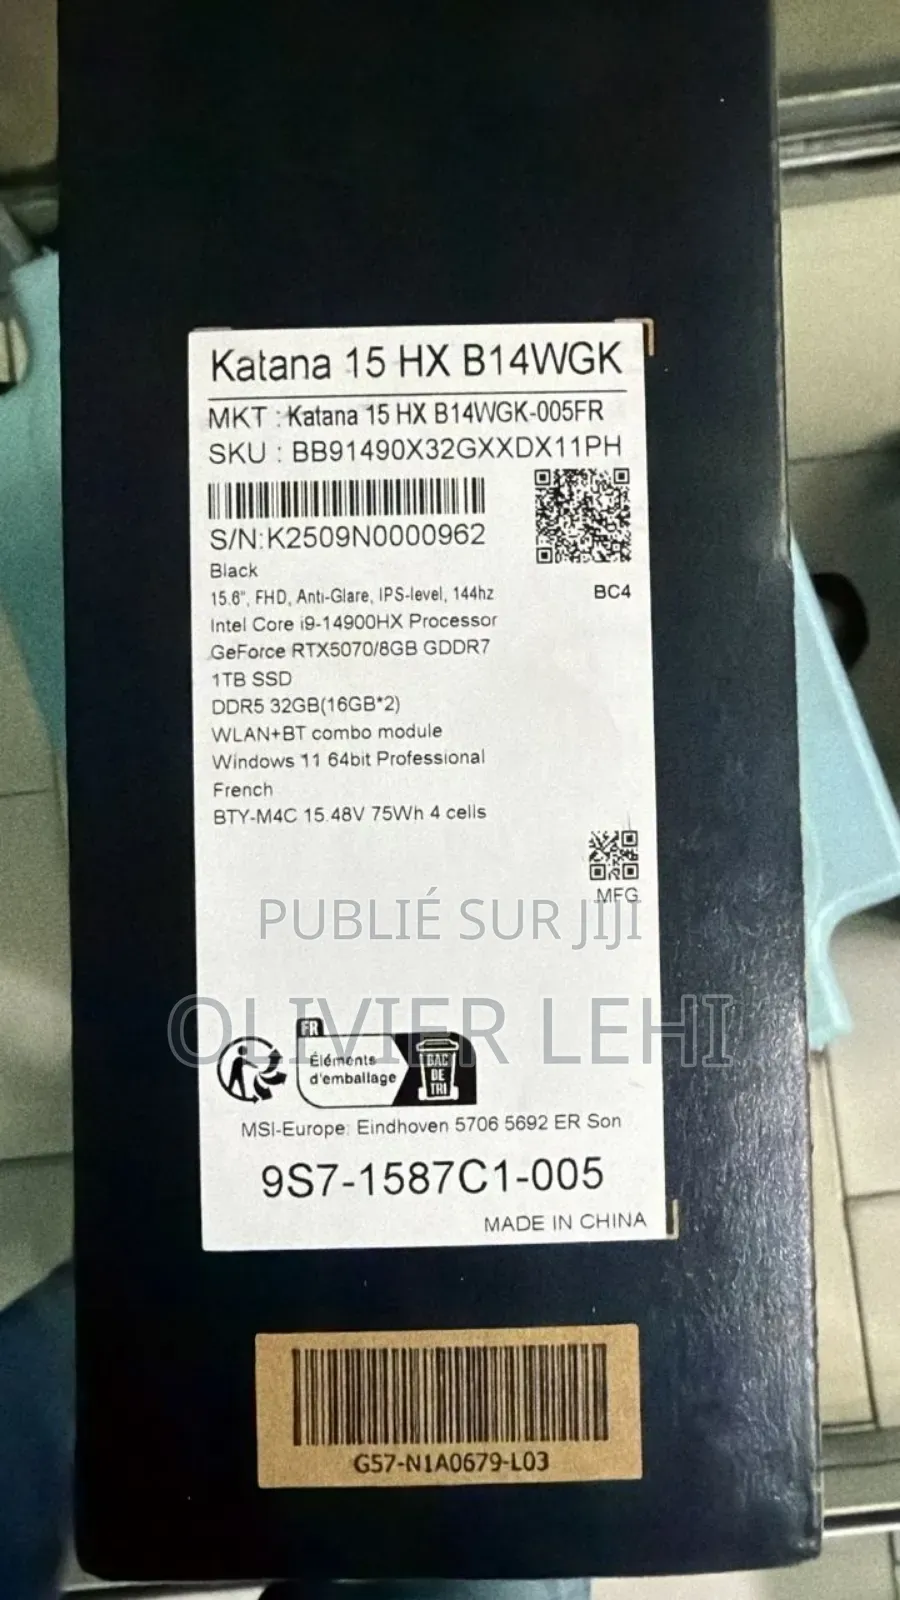 Katana 15 HX B14WGK
MKT : Katana 15 HX B14WGK-005FR
SKU : BB91490X32GXXDX11PH
S/N:K2509N0000962
Black
15.6", FHD, Anti-Glare, IPS-level, 144hz
BC4
Intel Core i9-14900HX Processor
GeForce RTX5070/8GB GDDR7
1TB SSD
DDR5 32GB(16GB*2)
WLAN+BT combo module
Windows 11 64bit Professional
French
BTY-M4C 15.48V 75Wh 4 cells
MFG
PUBLIÉ SUR JIJI
OLIVIER LEHI
FR
Éléments
d'emballage
BAC
DE
TRI
MSI-Europe: Eindhoven 5706 5692 ER Son
9S7-1587C1-005
MADE IN CHINA
G57-N1A0679-L03